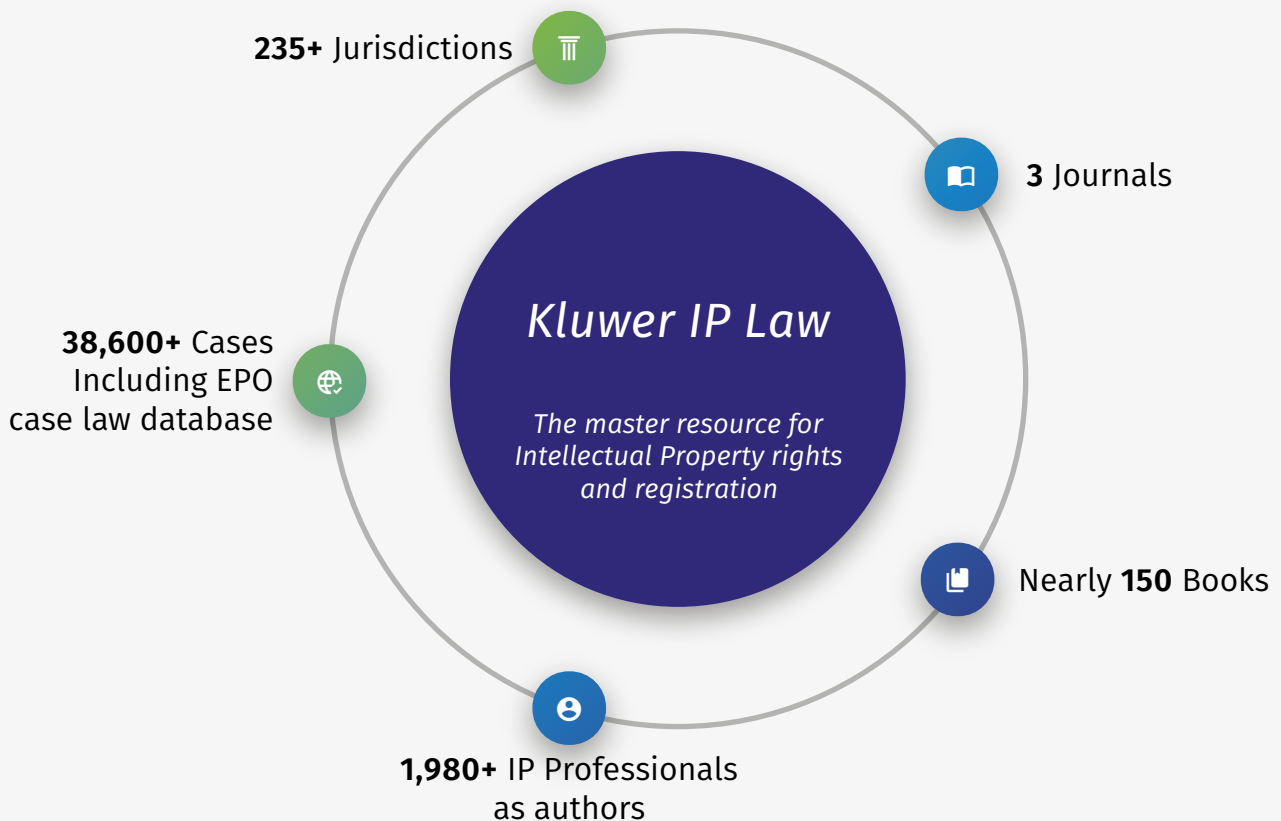 235+ Jurisdictions
3 Journals
Kluwer IP Law
The master resource for
Intellectual Property rights
and registration
38,600+ Cases
Including EPO
case law database
Nearly 150 Books
1,980+ IP Professionals
as authors